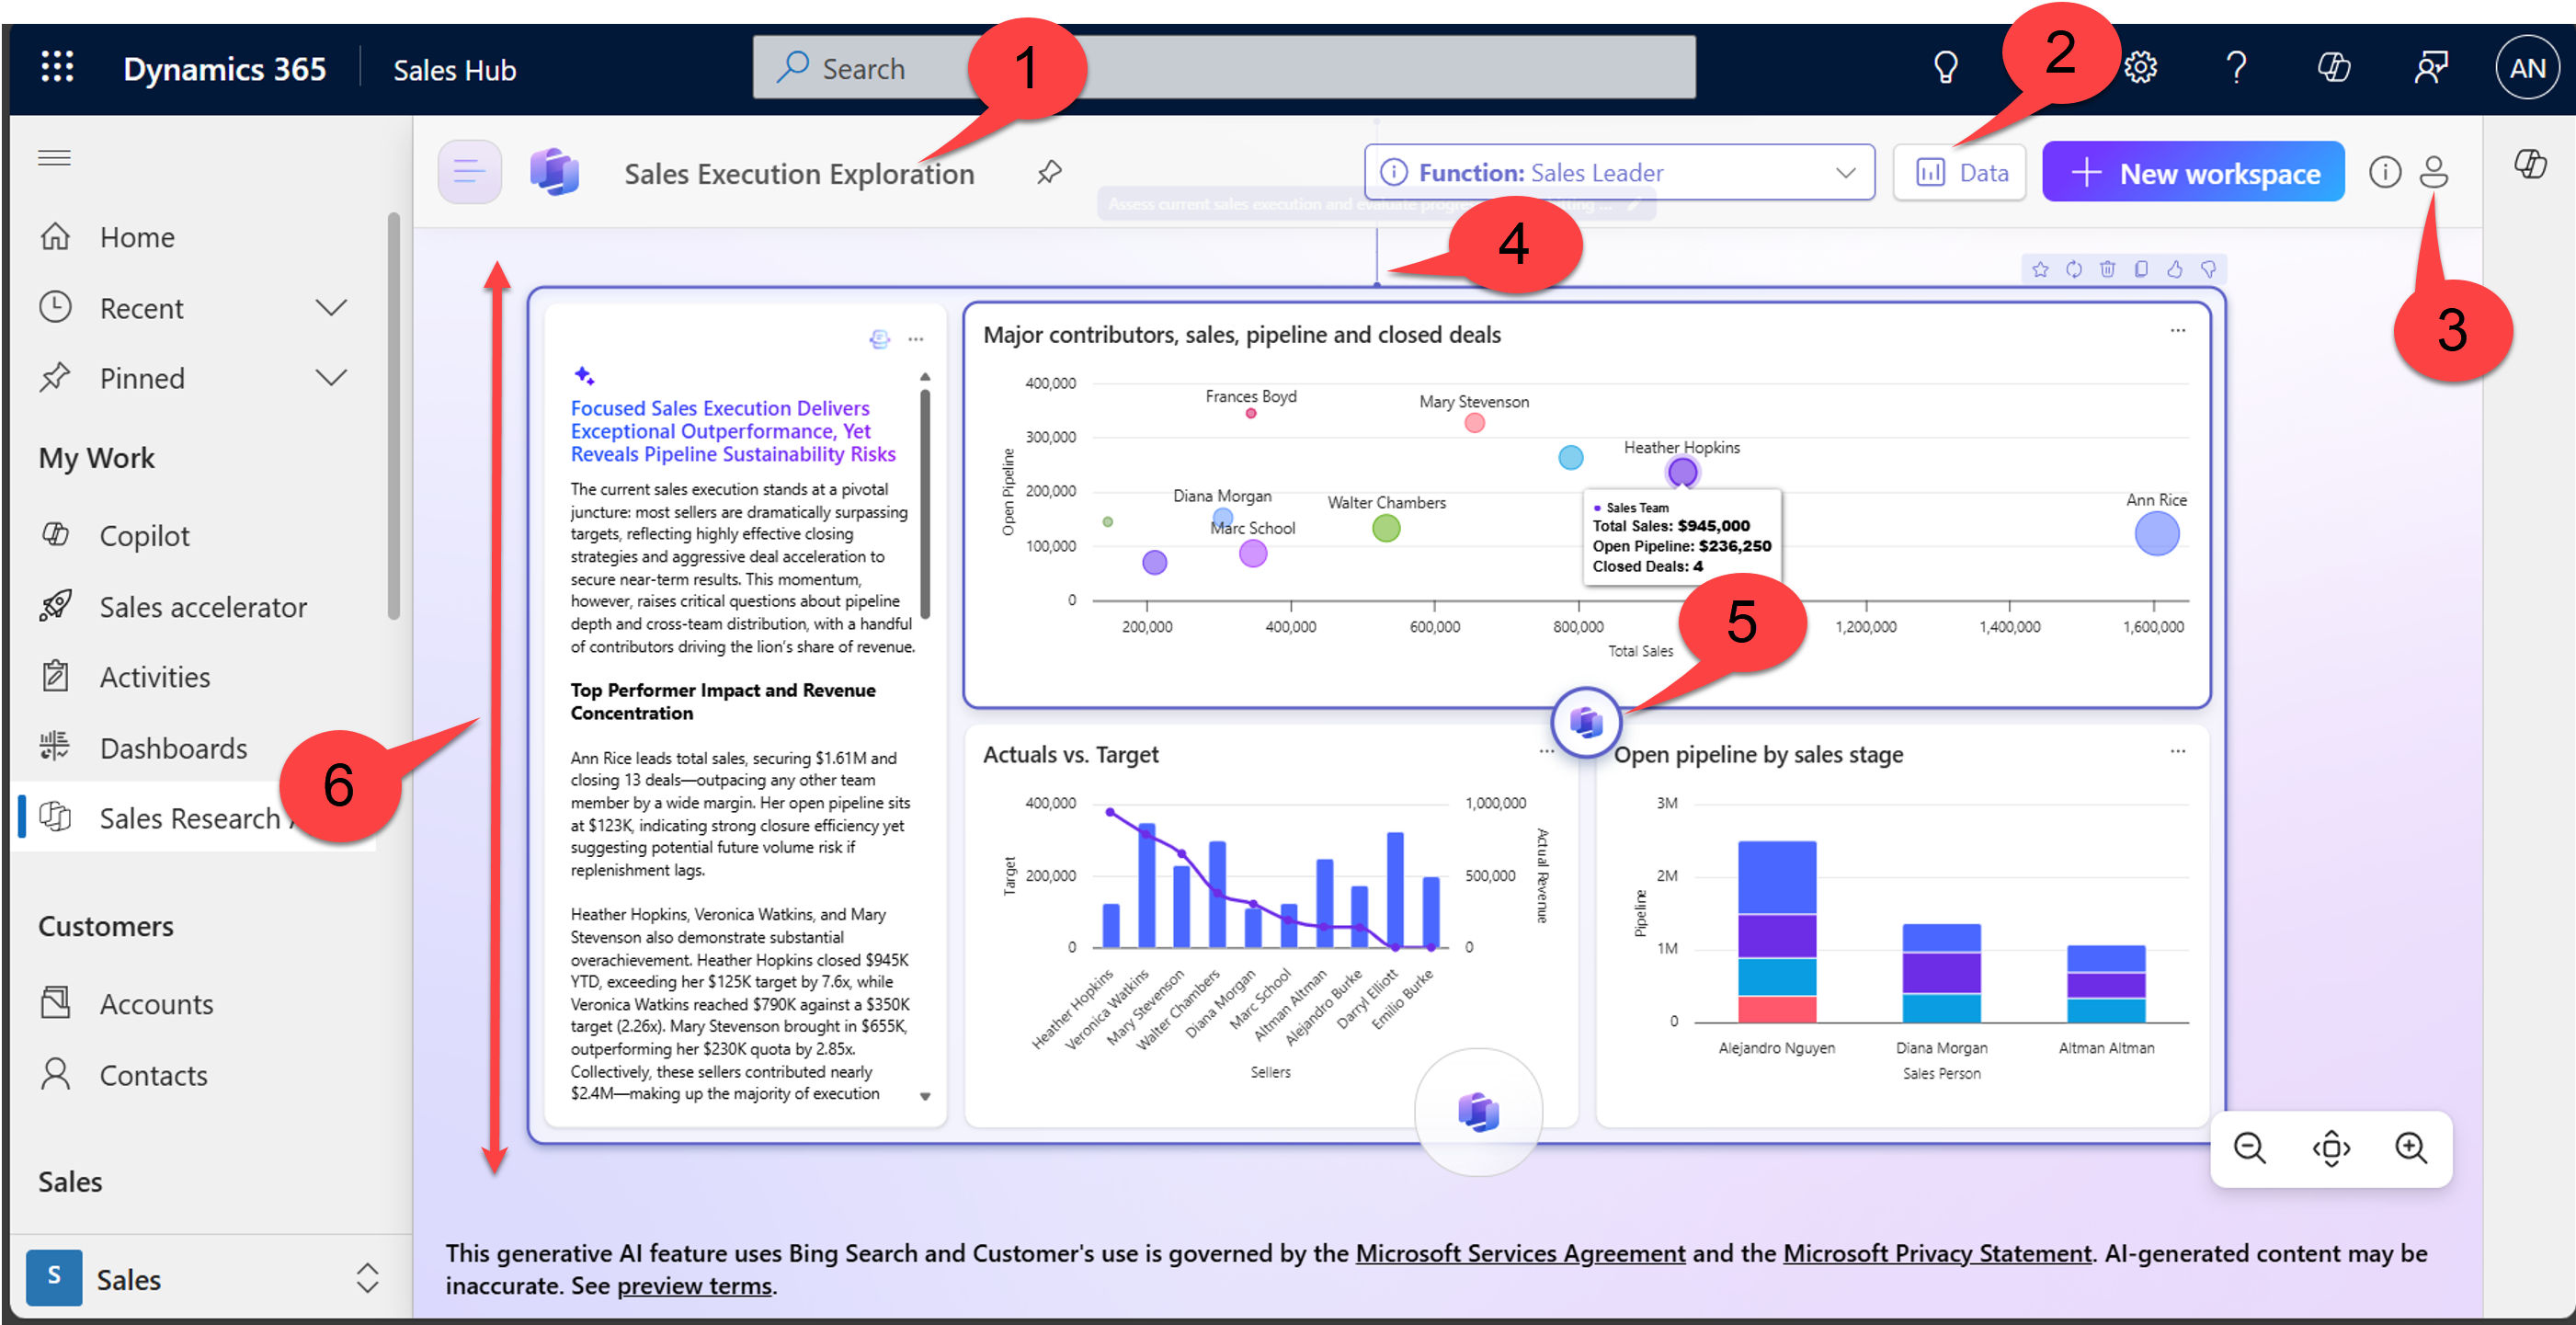 Dynamics 365
Sales Hub
Search
1
2
AN
Sales Execution Exploration
Function: Sales Leader
Data
New workspace
Assess current sales execution and evaluate progre
tting ...
3
4
Home
Recent
Pinned
My Work
Copilot
Sales accelerator
Activities
Dashboards
Sales Research
6
Customers
Accounts
Contacts
Sales
S
Sales
Focused Sales Execution Delivers
Exceptional Outperformance, Yet
Reveals Pipeline Sustainability Risks
The current sales execution stands at a pivotal
juncture: most sellers are dramatically surpassing
targets, reflecting highly effective closing
strategies and aggressive deal acceleration to
secure near-term results. This momentum,
however, raises critical questions about pipeline
depth and cross-team distribution, with a handful
of contributors driving the lion's share of revenue.
Top Performer Impact and Revenue
Concentration
Ann Rice leads total sales, securing $1.61M and
closing 13 deals—outpacing any other team
member by a wide margin. Her open pipeline sits
at $123K, indicating strong closure efficiency yet
suggesting potential future volume risk if
replenishment lags.
Heather Hopkins, Veronica Watkins, and Mary
Stevenson also demonstrate substantial
overachievement. Heather Hopkins closed $945K
YTD, exceeding her $125K target by 7.6x, while
Veronica Watkins reached $790K against a $350K
target (2.26x). Mary Stevenson brought in $655K,
outperforming her $230K quota by 2.85x.
Collectively, these sellers contributed nearly
$2.4M—making up the majority of execution
Major contributors, sales, pipeline and closed deals
Open Pipeline
400,000
300,000
200,000
100,000
0
Frances Boyd
Mary Stevenson
Heather Hopkins
Diana Morgan
Marc School
Walter Chambers
Ann Rice
Sales Team
Total Sales: $945,000
Open Pipeline: $236,250
Closed Deals: 4
200,000
400,000
600,000
800,000
1,200,000
1,400,000
1,600,000
Total Sales
5
Actuals vs. Target
Target
400,000
200,000
0
1,000,000
500,000
0
Actual Revenue
Heather Hopkins
Veronica Watkins
Mary Stevenson
Walter Chambers
Diana Morgan
Marc School
Altman Altman
Alejandro Burke
Darryl Elliott
Emilio Burke
Sellers
Open pipeline by sales stage
Pipeline
3M
2M
1M
0
Alejandro Nguyen
Diana Morgan
Altman Altman
Sales Person
This generative AI feature uses Bing Search and Customer's use is governed by the Microsoft Services Agreement and the Microsoft Privacy Statement. AI-generated content may be
inaccurate. See preview terms.